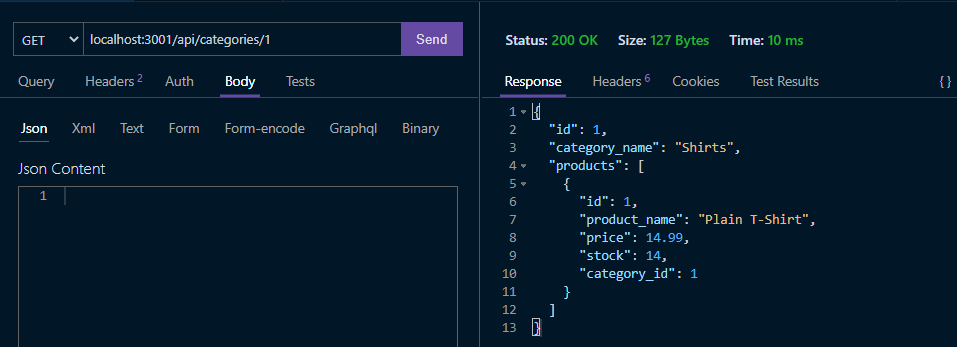 GET localhost:3001/api/categories/1 Send
Query Headers 2 Auth Body Tests
Json Xml Text Form Form-encode Graphql Binary
Json Content
1
Status: 200 OK Size: 127 Bytes Time: 10 ms
Response Headers 6 Cookies Test Results { }
1 {
2 "id": 1,
3 "category_name": "Shirts",
4 "products": [
5 {
6 "id": 1,
7 "product_name": "Plain T-Shirt",
8 "price": 14.99,
9 "stock": 14,
10 "category_id": 1
11 }
12 ]
13 }